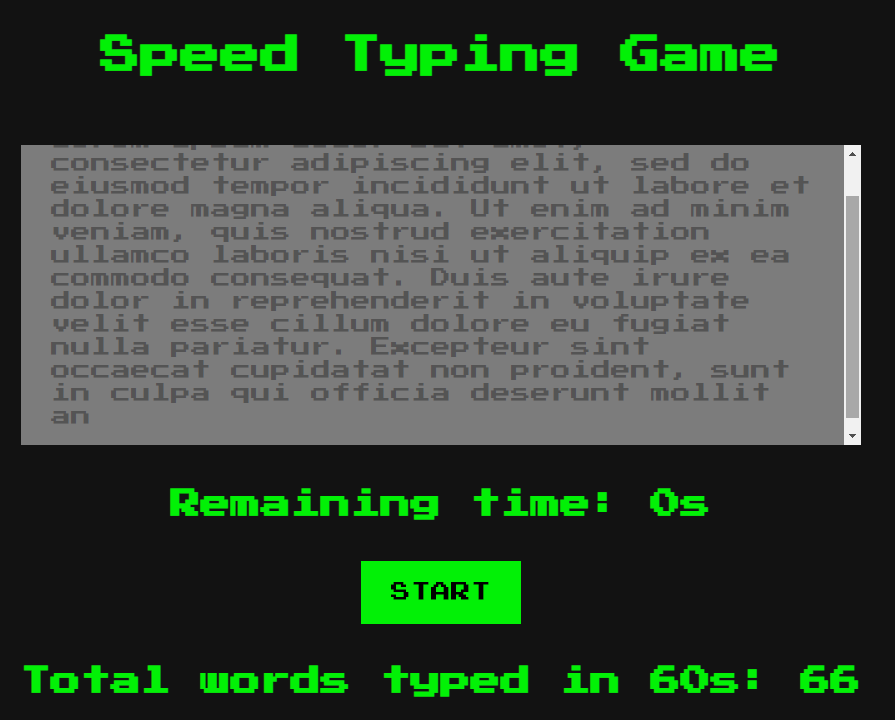 Speed Typing Game
consectetur adipiscing elit, sed do
eiusmod tempor incididunt ut labore et
dolore magna aliqua. Ut enim ad minim
veniam, quis nostrud exercitation
ullamco laboris nisi ut aliquip ex ea
commodo consequat. Duis aute irure
dolor in reprehenderit in voluptate
velit esse cillum dolore eu fugiat
nulla pariatur. Excepteur sint
occaecat cupidatat non proident, sunt
in culpa qui officia deserunt mollit
an
Remaining time: 0s
START
Total words typed in 60s: 66